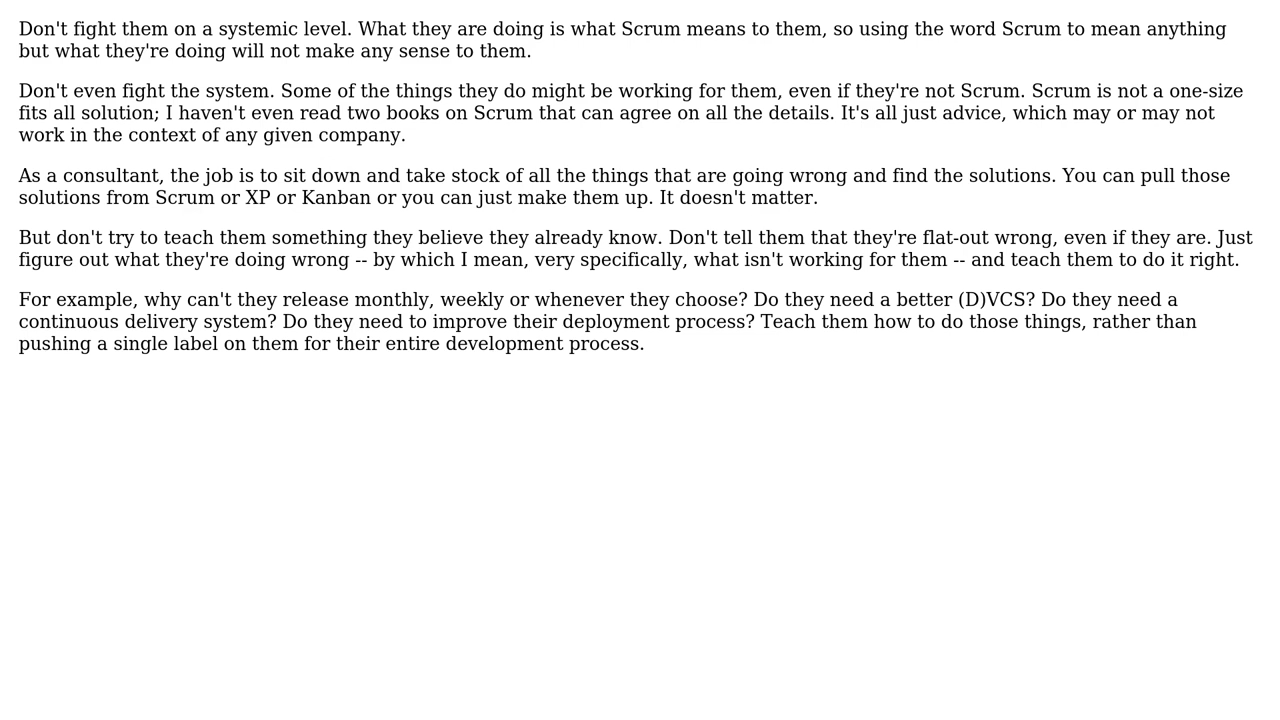 Don't fight them on a systemic level. What they are doing is what Scrum means to them, so using the word Scrum to mean anything
but what they're doing will not make any sense to them.
Don't even fight the system. Some of the things they do might be working for them, even if they're not Scrum. Scrum is not a one-size
fits all solution; I haven't even read two books on Scrum that can agree on all the details. It's all just advice, which may or may not
work in the context of any given company.
As a consultant, the job is to sit down and take stock of all the things that are going wrong and find the solutions. You can pull those
solutions from Scrum or XP or Kanban or you can just make them up. It doesn't matter.
But don't try to teach them something they believe they already know. Don't tell them that they're flat-out wrong, even if they are. Just
figure out what they're doing wrong -- by which I mean, very specifically, what isn't working for them -- and teach them to do it right.
For example, why can't they release monthly, weekly or whenever they choose? Do they need a better (D)VCS? Do they need a
continuous delivery system? Do they need to improve their deployment process? Teach them how to do those things, rather than
pushing a single label on them for their entire development process.